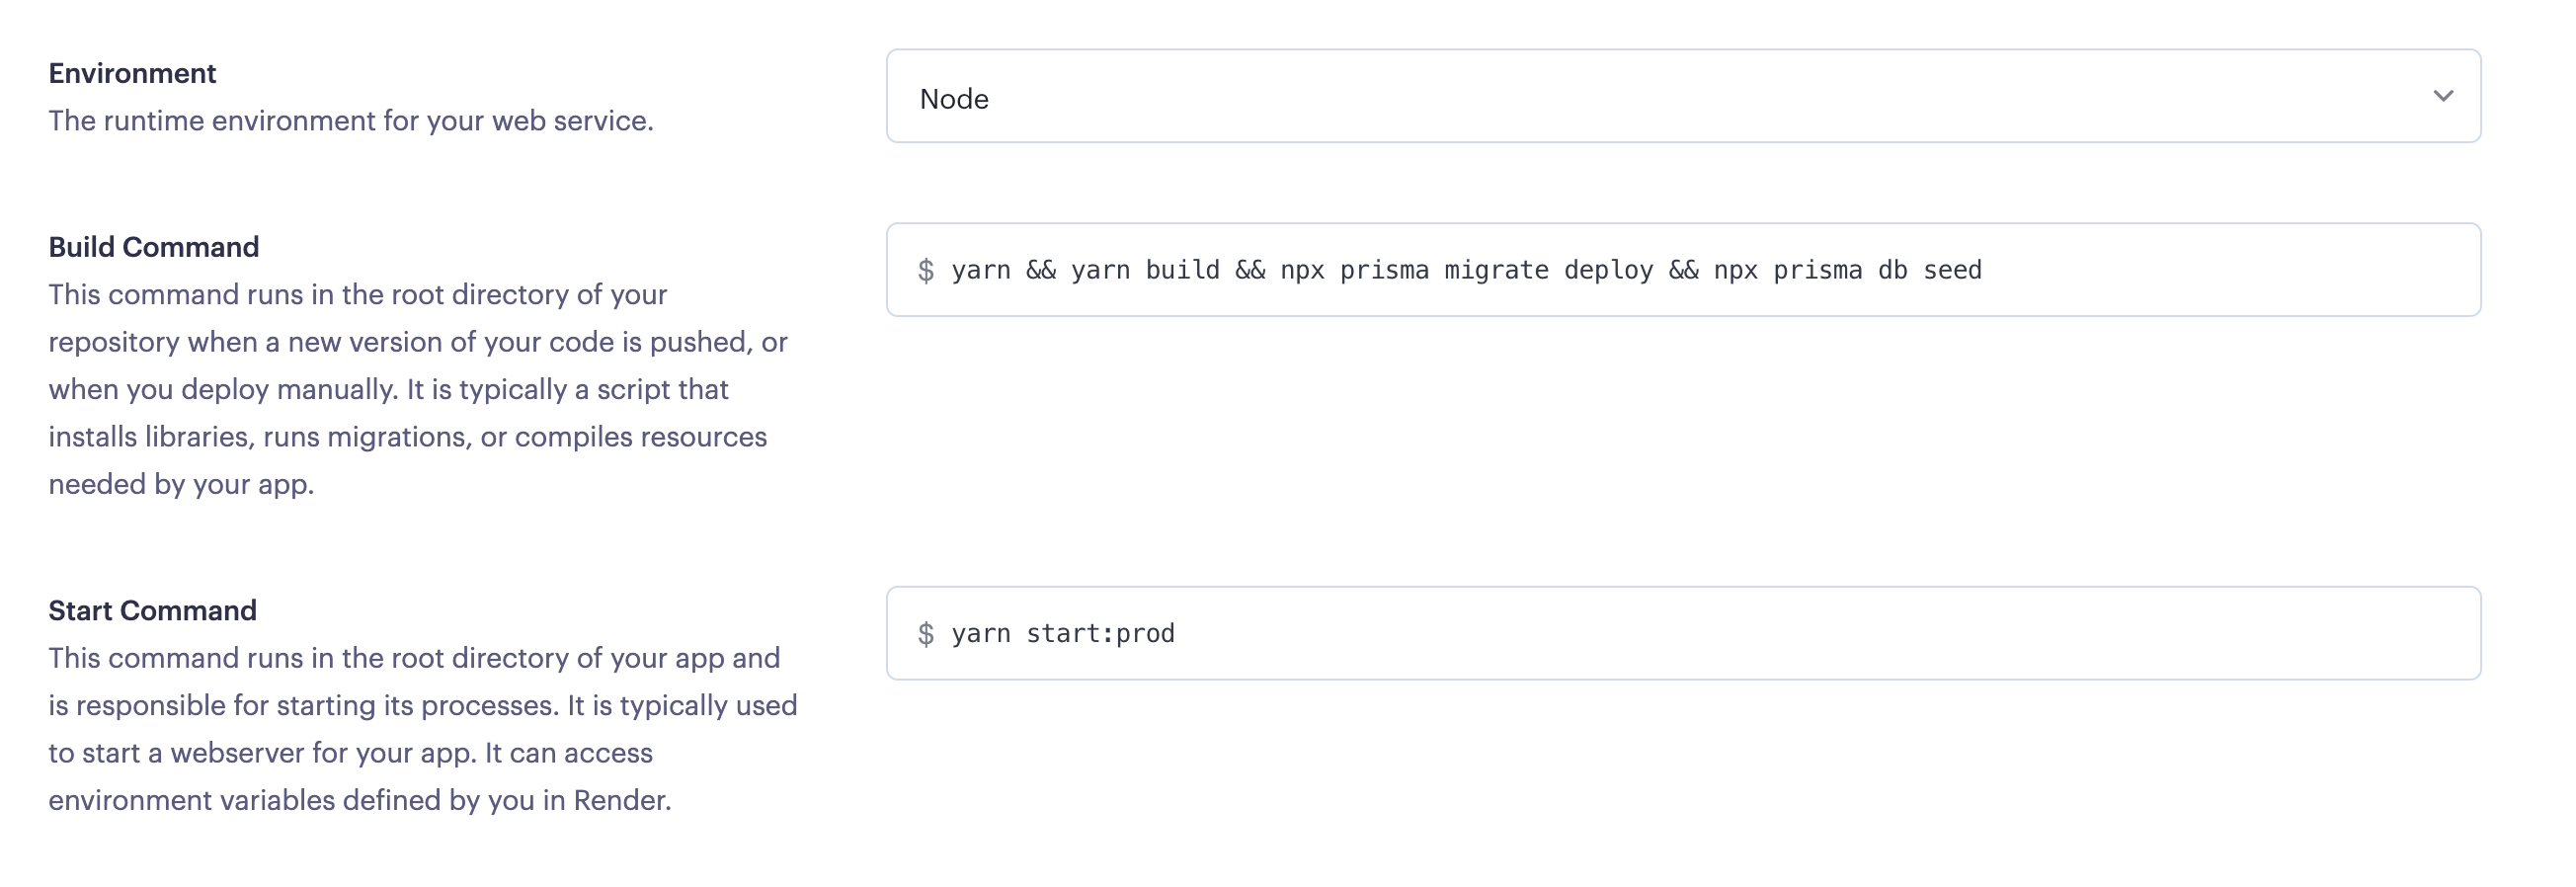 Environment
The runtime environment for your web service.
Node
Build Command
This command runs in the root directory of your
repository when a new version of your code is pushed, or
when you deploy manually. It is typically a script that
installs libraries, runs migrations, or compiles resources
needed by your app.
$ yarn && yarn build && npx prisma migrate deploy && npx prisma db seed
Start Command
This command runs in the root directory of your app and
is responsible for starting its processes. It is typically used
to start a webserver for your app. It can access
environment variables defined by you in Render.
$ yarn start:prod